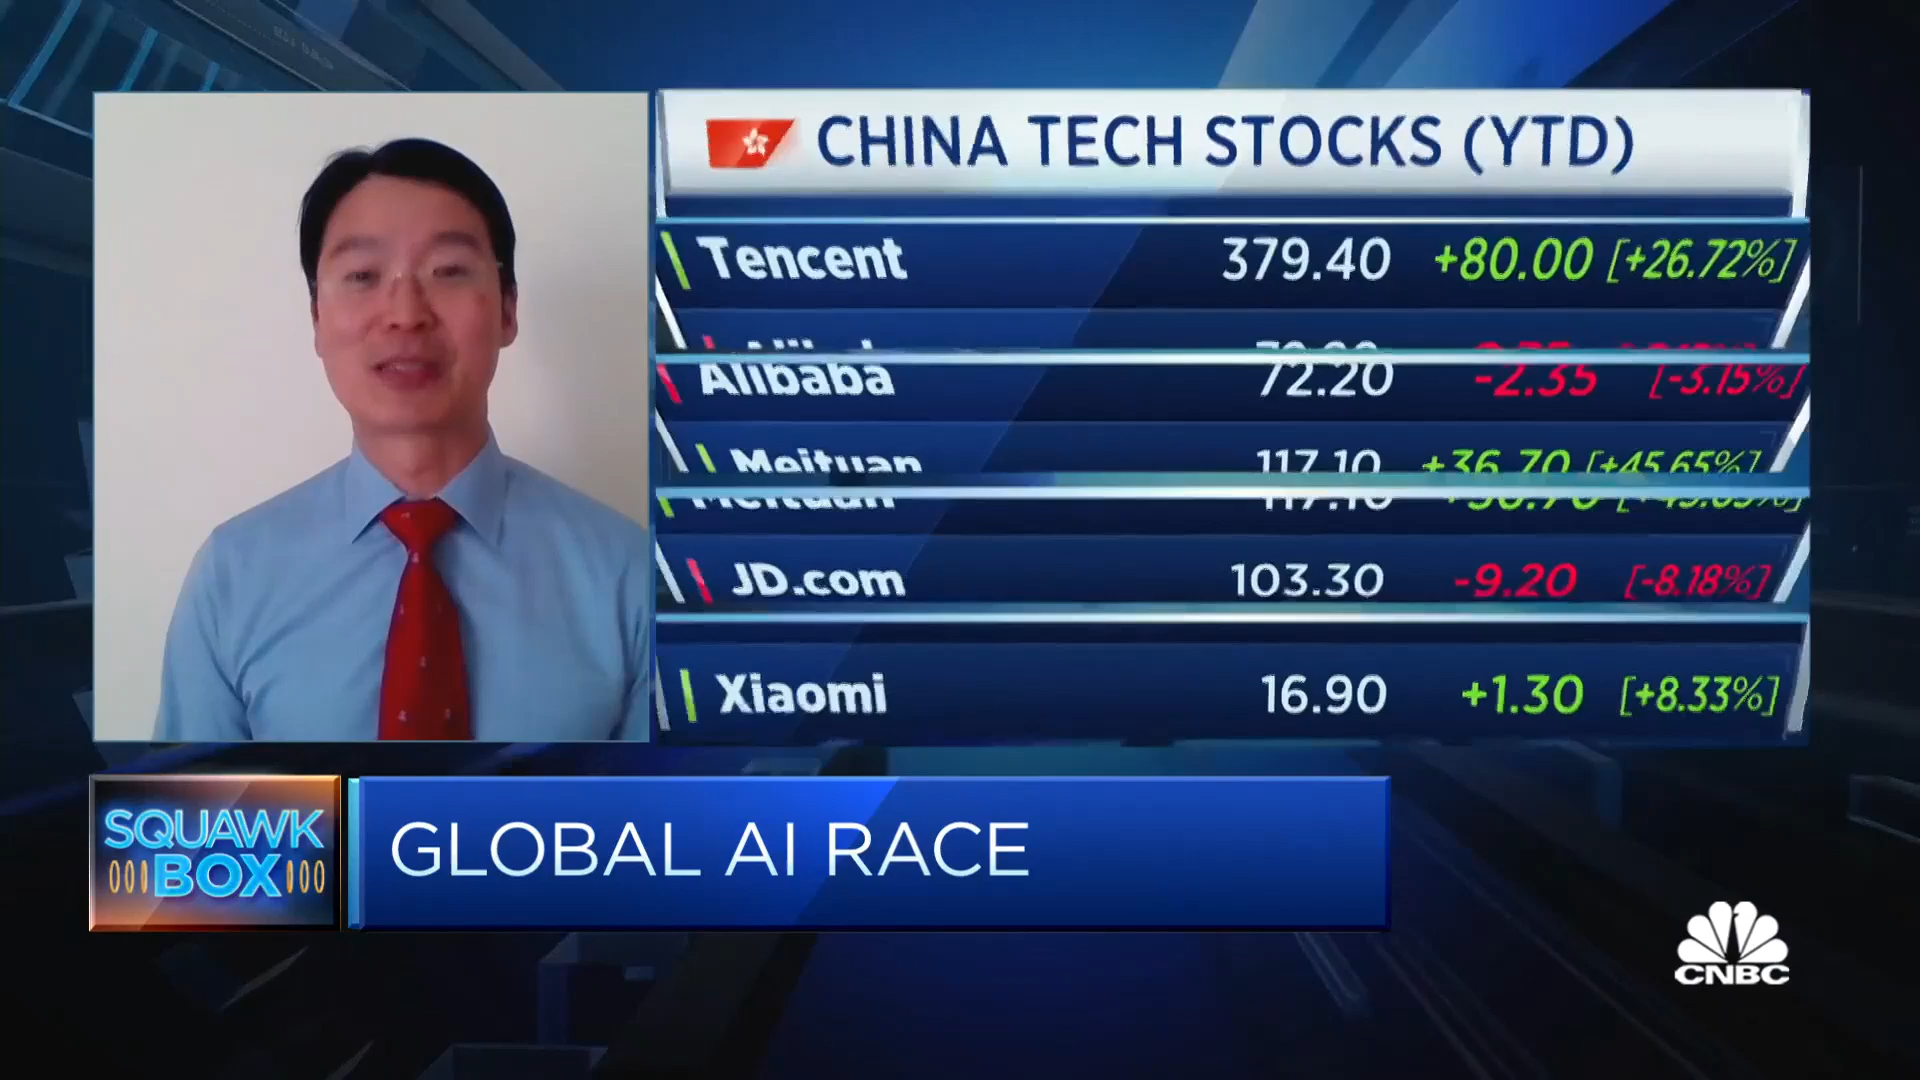 CHINA TECH STOCKS (YTD)
Tencent 379.40 +80.00 [+26.72%]
Alibaba 72.20 -2.35 [-3.15%]
Meituan 117.10 +36.70 [+45.65%]
JD.com 103.30 -9.20 [-8.18%]
Xiaomi 16.90 +1.30 [+8.33%]
SQUAWK
BOX
GLOBAL AI RACE
CNBC